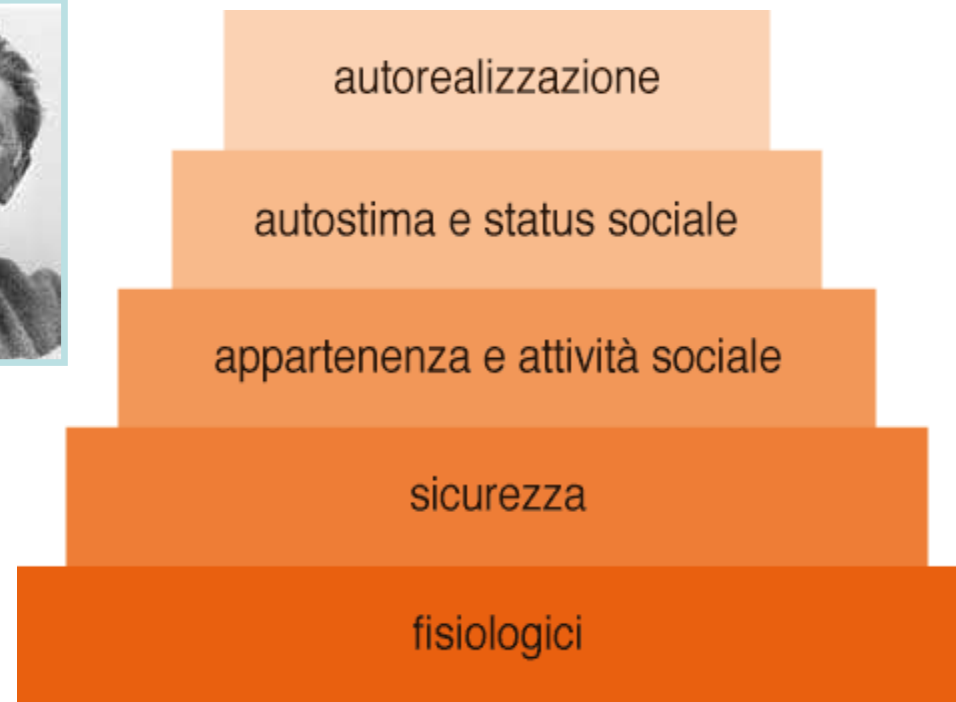 autorealizzazione
autostima e status sociale
appartenenza e attività sociale
sicurezza
fisiologici